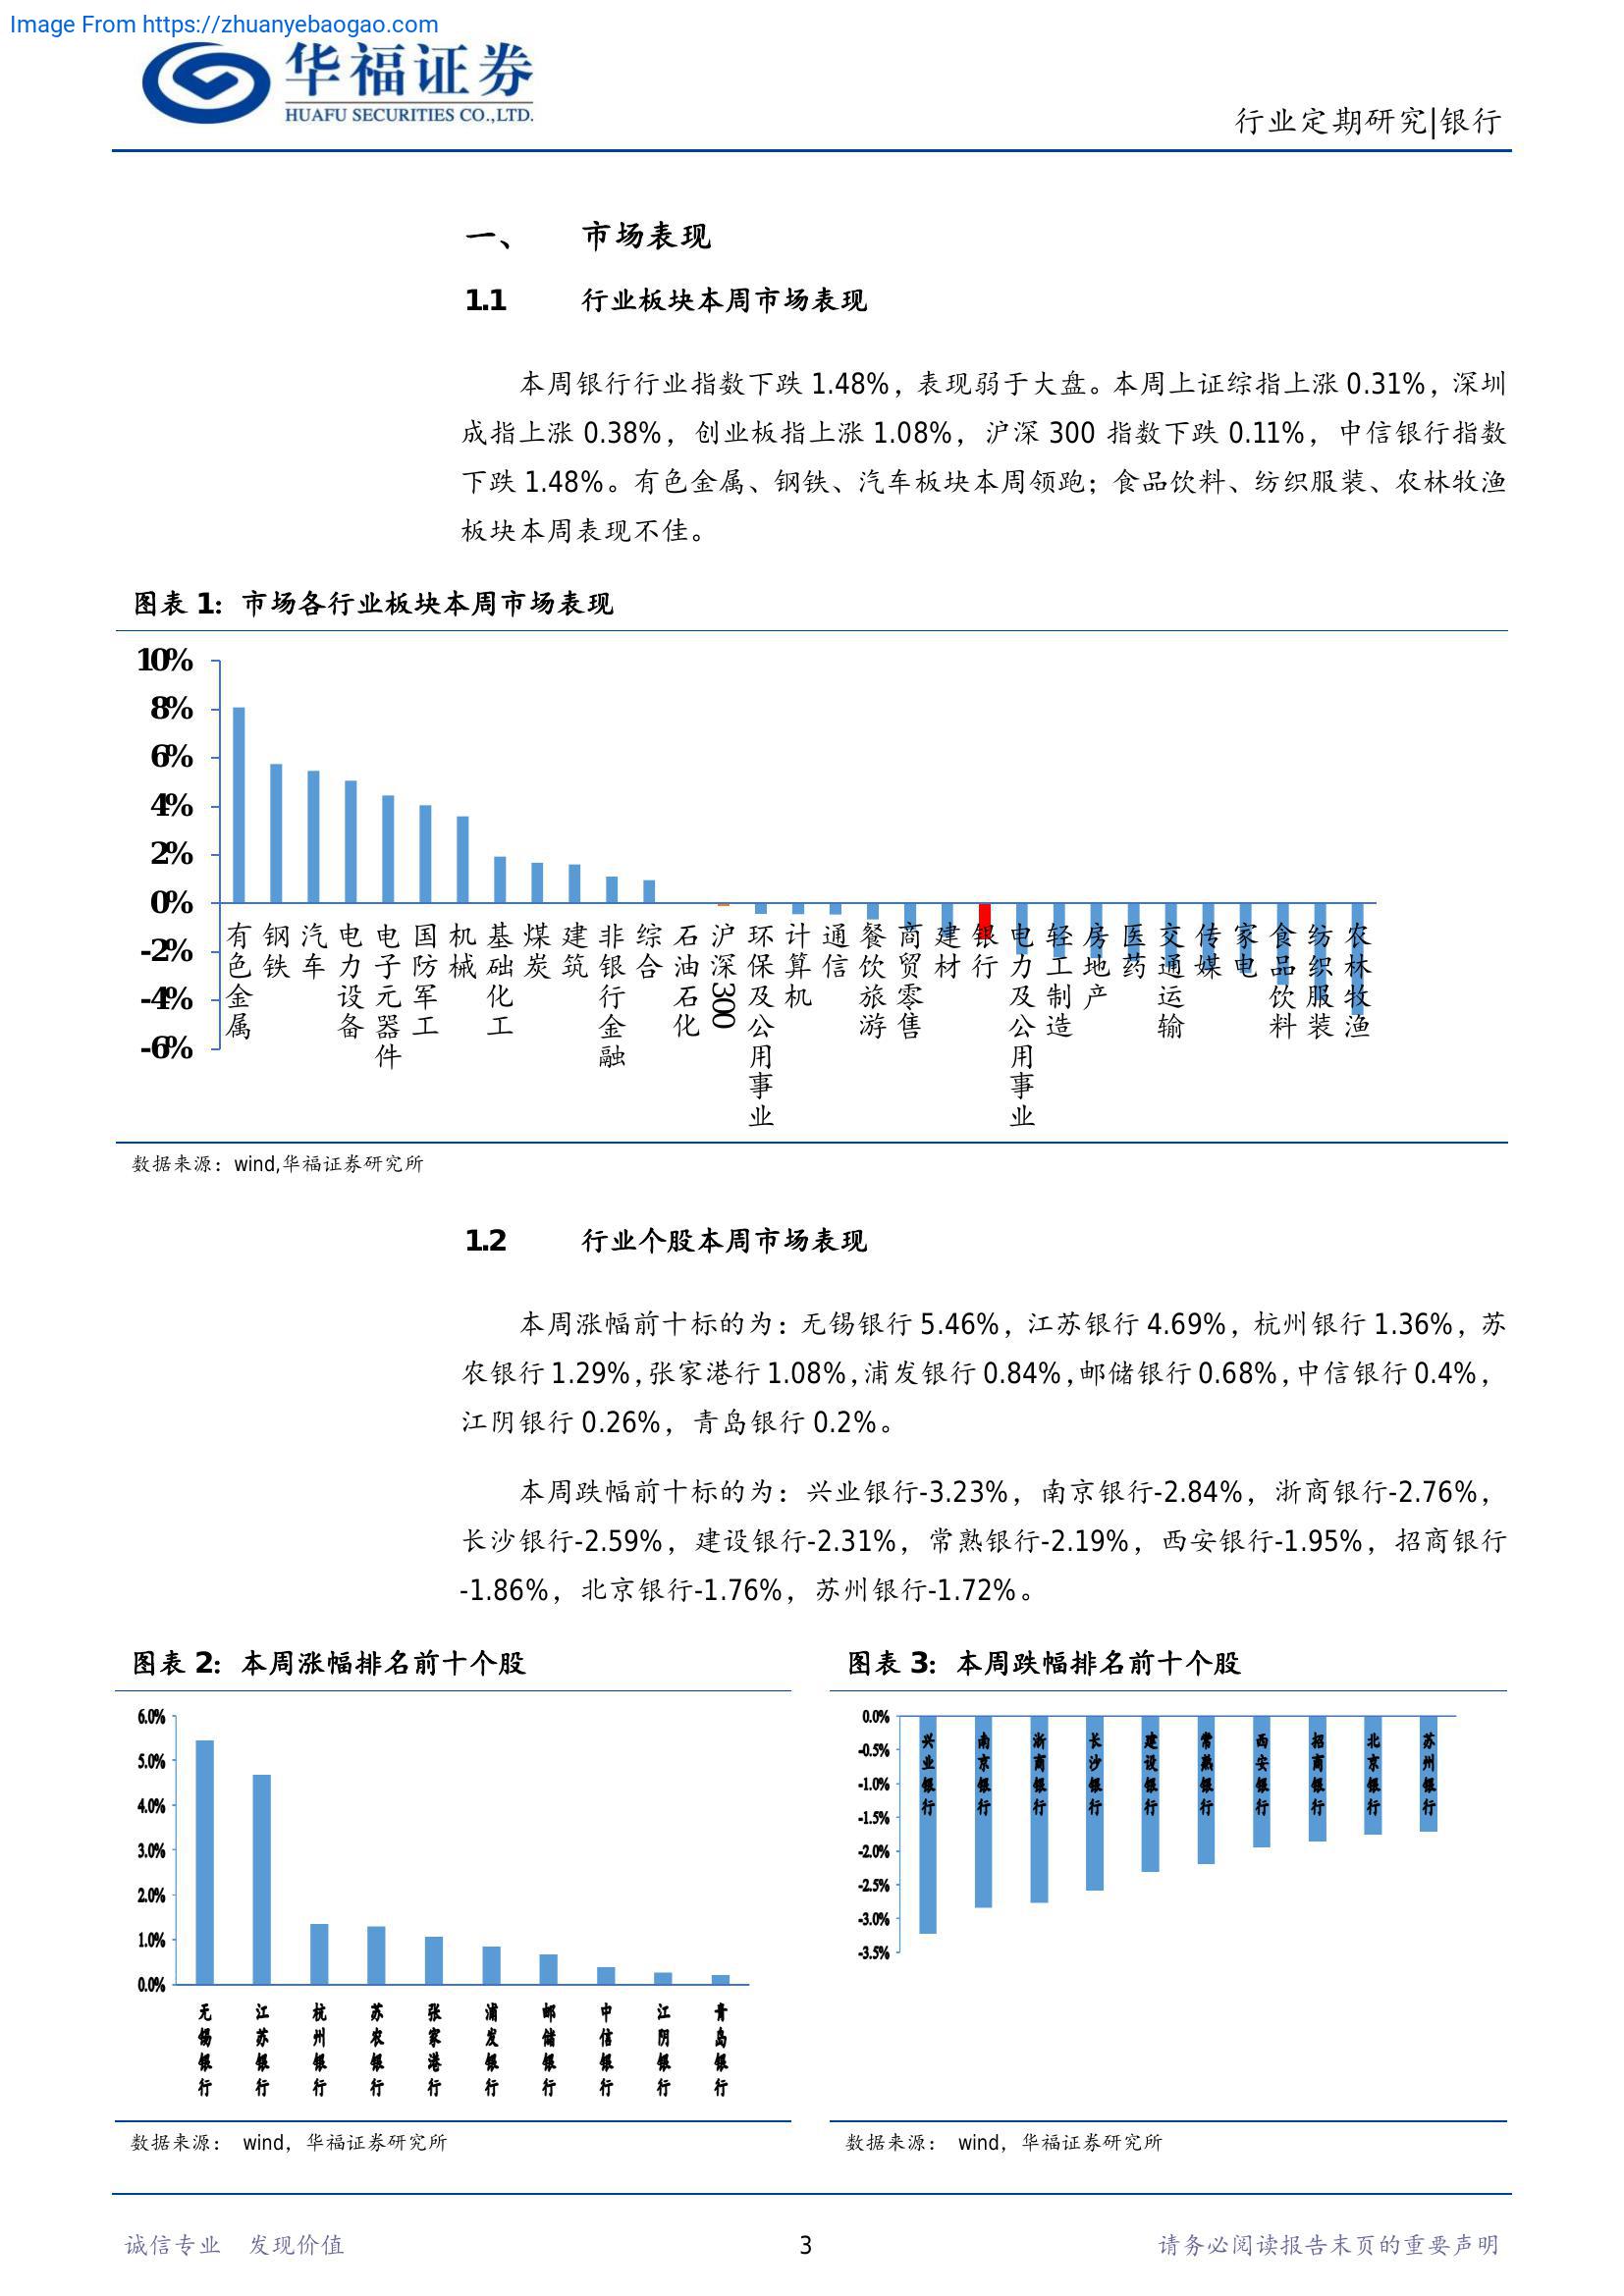 Image From https://zhuanyebaogao.com
华福证券
HUAFU SECURITIES CO.,LTD.
行业定期研究|银行
一、 市场表现
1.1 行业板块本周市场表现
本周银行行业指数下跌 1.48%，表现弱于大盘。本周上证综指上涨 0.31%，深圳
成指上涨 0.38%，创业板指上涨 1.08%，沪深 300 指数下跌 0.11%，中信银行指数
下跌 1.48%。有色金属、钢铁、汽车板块本周领跑；食品饮料、纺织服装、农林牧渔
板块本周表现不佳。
图表 1：市场各行业板块本周市场表现
10%
8%
6%
4%
2%
0%
-2%
-4%
-6%
有色金属
钢铁
汽车
电力设备
电子元器件
国防军工
机械
基础化工
煤炭
建筑
非银行金融
综合
石油石化
沪深300
环保及公用事业
计算机
通信
餐饮旅游
商贸零售
建材
银行
电力及公用事业
轻工制造
房地产
医药
交通运输
传媒
家电
食品饮料
纺织服装
农林牧渔
数据来源：wind,华福证券研究所
1.2 行业个股本周市场表现
本周涨幅前十标的为：无锡银行 5.46%，江苏银行 4.69%，杭州银行 1.36%，苏
农银行 1.29%，张家港行 1.08%，浦发银行 0.84%，邮储银行 0.68%，中信银行 0.4%，
江阴银行 0.26%，青岛银行 0.2%。
本周跌幅前十标的为：兴业银行-3.23%，南京银行-2.84%，浙商银行-2.76%，
长沙银行-2.59%，建设银行-2.31%，常熟银行-2.19%，西安银行-1.95%，招商银行
-1.86%，北京银行-1.76%，苏州银行-1.72%。
图表 2：本周涨幅排名前十个股
6.0%
5.0%
4.0%
3.0%
2.0%
1.0%
0.0%
无锡银行
江苏银行
杭州银行
苏农银行
张家港行
浦发银行
邮储银行
中信银行
江阴银行
青岛银行
数据来源： wind，华福证券研究所
图表 3：本周跌幅排名前十个股
0.0%
-0.5%
-1.0%
-1.5%
-2.0%
-2.5%
-3.0%
-3.5%
兴业银行
南京银行
浙商银行
长沙银行
建设银行
常熟银行
西安银行
招商银行
北京银行
苏州银行
数据来源： wind，华福证券研究所
诚信专业 发现价值
3
请务必阅读报告末页的重要声明